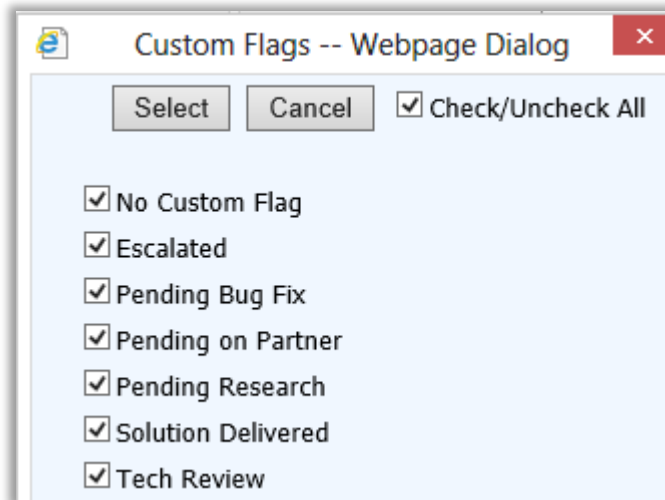 Custom Flags -- Webpage Dialog
Select Cancel Check/Uncheck All
No Custom Flag
Escalated
Pending Bug Fix
Pending on Partner
Pending Research
Solution Delivered
Tech Review